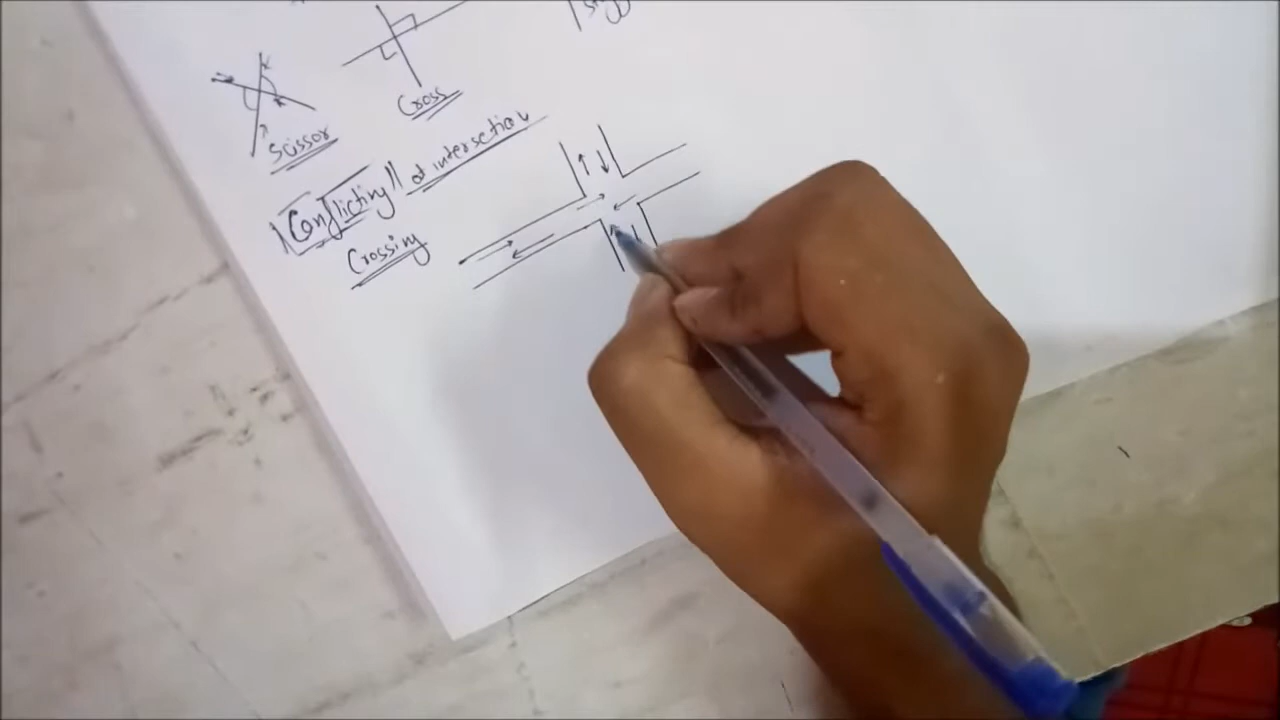 Cross
Scissor
Conflicting at intersection
Crossing